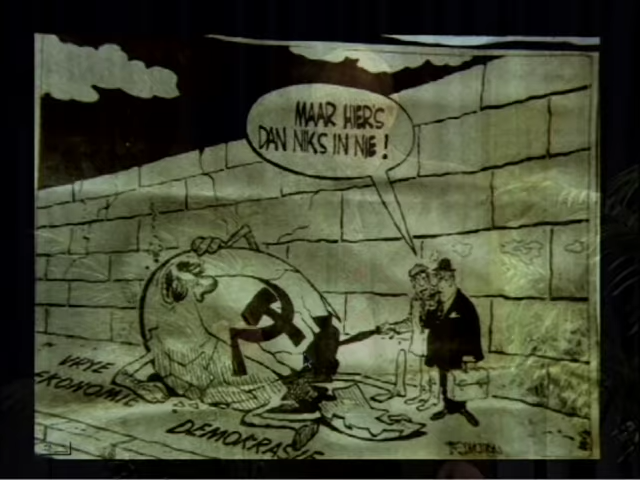 MAAR HIER'S
DAN NIKS IN NIE!
VRYE
EKONOMIE
DEMOKRASIE